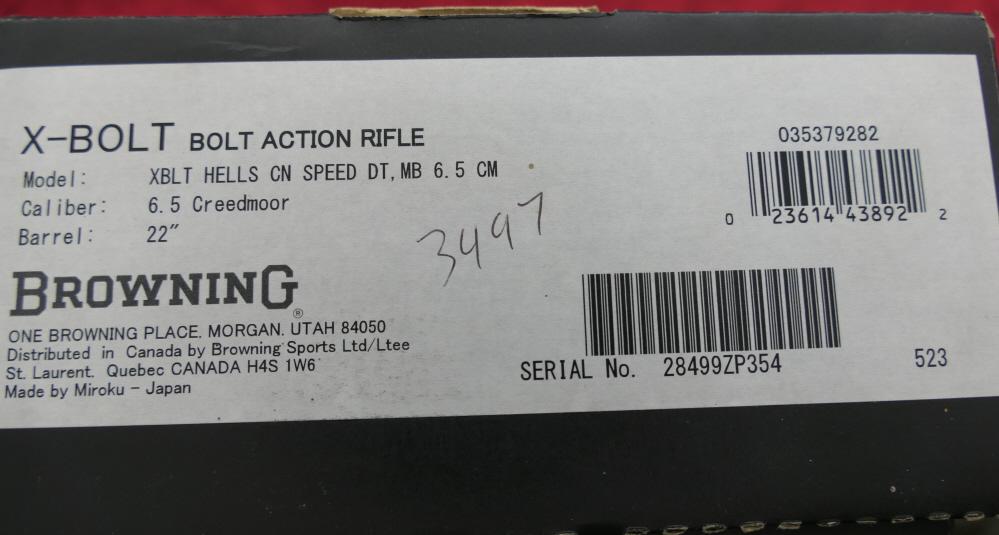 X-BOLT BOLT ACTION RIFLE
Model: XBLT HELLS CN SPEED DT, MB 6.5 CM
Caliber: 6.5 Creedmoor
Barrel: 22"
3497
035379282
0 23614 43892 2
BROWNING®
ONE BROWNING PLACE. MORGAN. UTAH 84050
Distributed in Canada by Browning Sports Ltd/Ltee
St. Laurent. Quebec CANADA H4S 1W6
Made by Miroku - Japan
SERIAL No. 28499ZP354
523